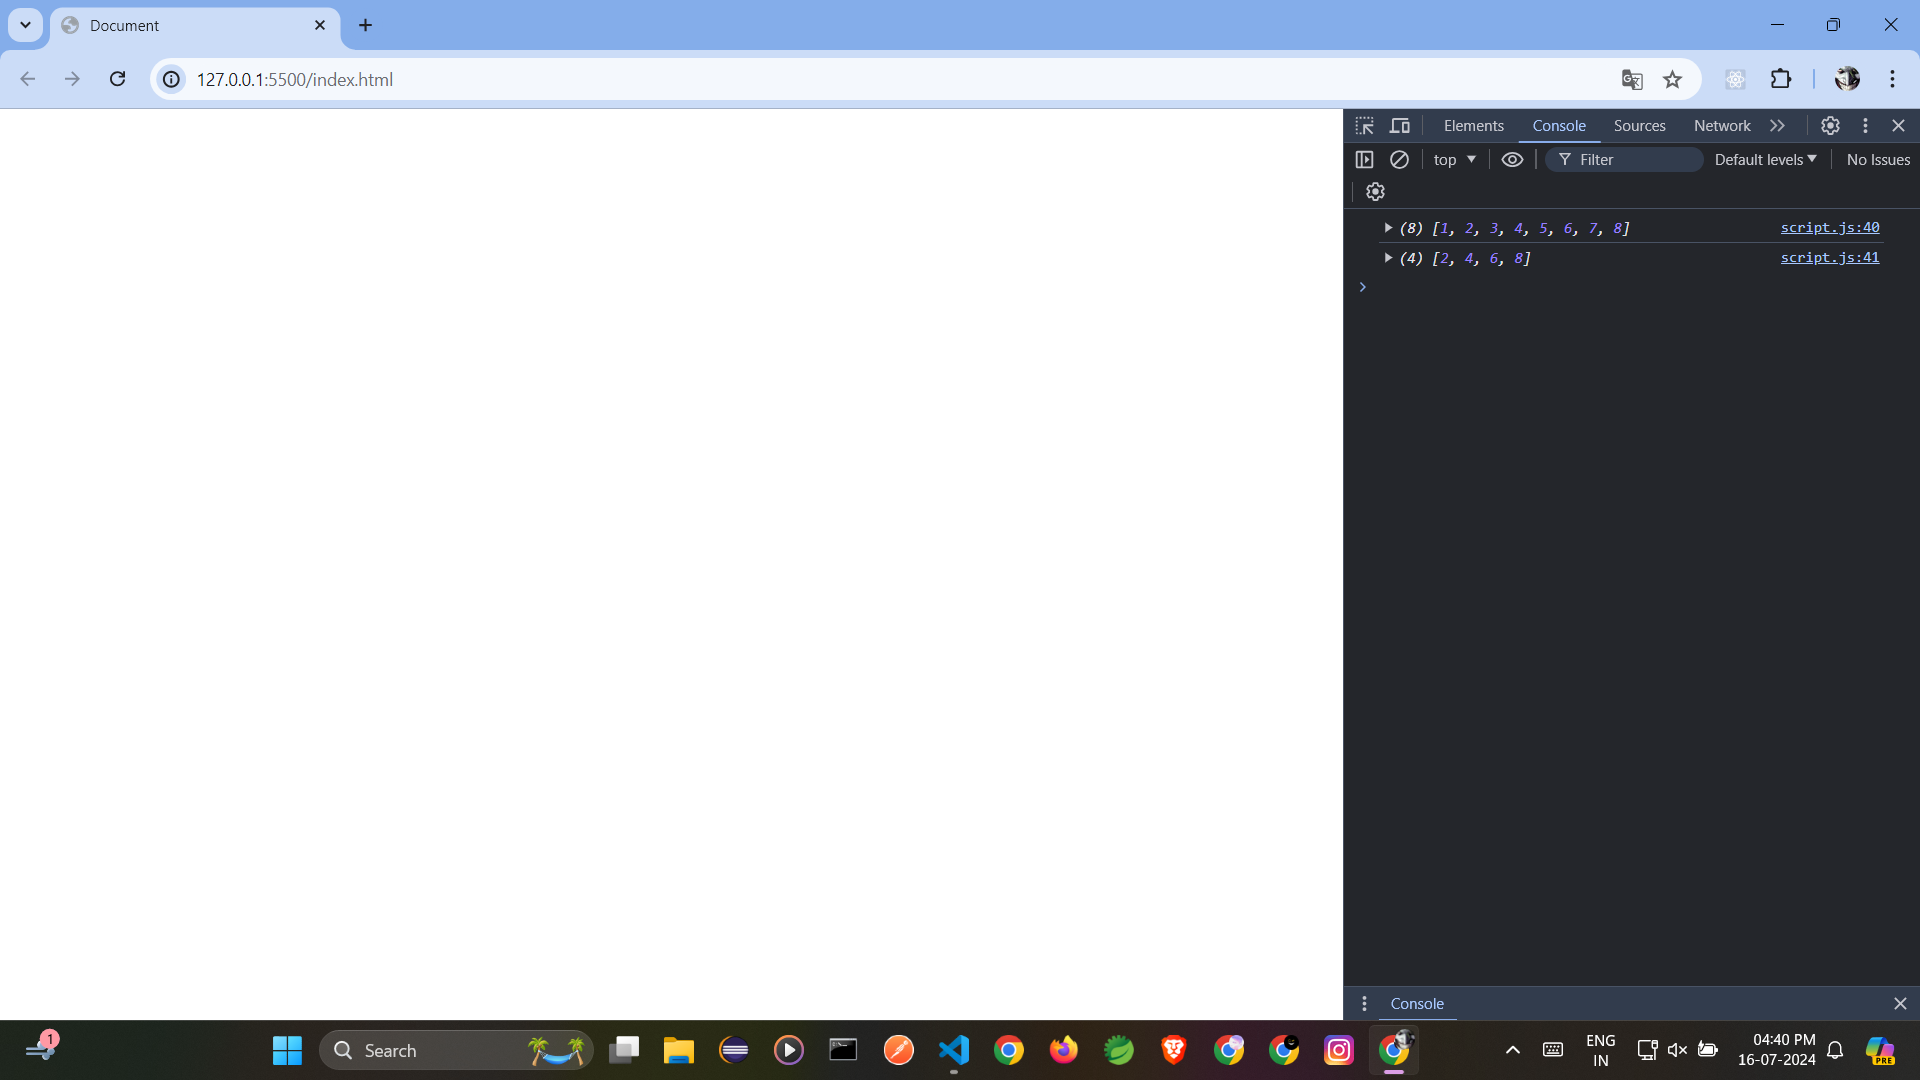 Document
127.0.0.1:5500/index.html
Elements Console Sources Network
top Filter Default levels No Issues
(8) [1, 2, 3, 4, 5, 6, 7, 8] script.js:40
(4) [2, 4, 6, 8] script.js:41
Console
1
Search
ENG
IN
04:40 PM
16-07-2024
PRE